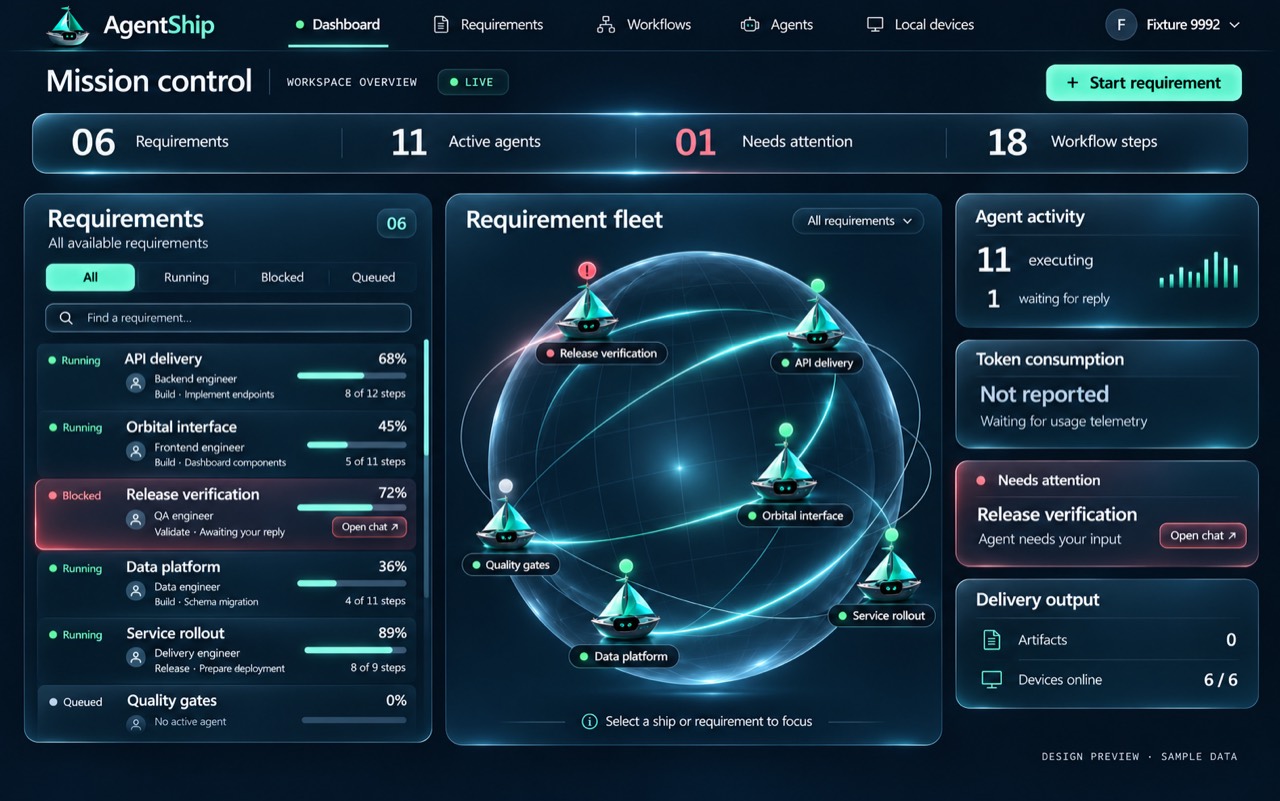 AgentShip
Dashboard
Requirements
Workflows
Agents
Local devices
F
Fixture 9992
Mission control
WORKSPACE OVERVIEW
LIVE
+ Start requirement
06 Requirements
11 Active agents
01 Needs attention
18 Workflow steps
Requirements
06
All available requirements
All
Running
Blocked
Queued
Find a requirement...
Running
API delivery
68%
Backend engineer
Build · Implement endpoints
8 of 12 steps
Running
Orbital interface
45%
Frontend engineer
Build · Dashboard components
5 of 11 steps
Blocked
Release verification
72%
QA engineer
Validate · Awaiting your reply
Open chat ↗
Running
Data platform
36%
Data engineer
Build · Schema migration
4 of 11 steps
Running
Service rollout
89%
Delivery engineer
Release · Prepare deployment
8 of 9 steps
Queued
Quality gates
0%
No active agent
Requirement fleet
All requirements
!
Release verification
API delivery
Orbital interface
Quality gates
Service rollout
Data platform
Select a ship or requirement to focus
Agent activity
11 executing
1 waiting for reply
Token consumption
Not reported
Waiting for usage telemetry
Needs attention
Release verification
Agent needs your input
Open chat ↗
Delivery output
Artifacts 0
Devices online 6 / 6
DESIGN PREVIEW · SAMPLE DATA